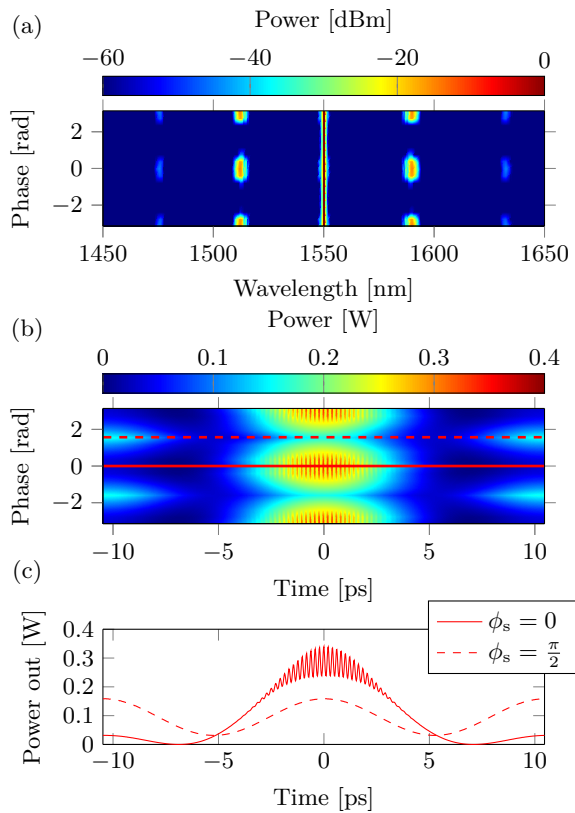 (a)
Power [dBm]
−60 −40 −20 0
Phase [rad]
2
0
−2
1450 1500 1550 1600 1650
Wavelength [nm]
(b)
Power [W]
0 0.1 0.2 0.3 0.4
Phase [rad]
2
0
−2
−10 −5 0 5 10
Time [ps]
(c)
Power out [W]
0.4
0.3
0.2
0.1
0
ϕs = 0
ϕs = π/2
−10 −5 0 5 10
Time [ps]